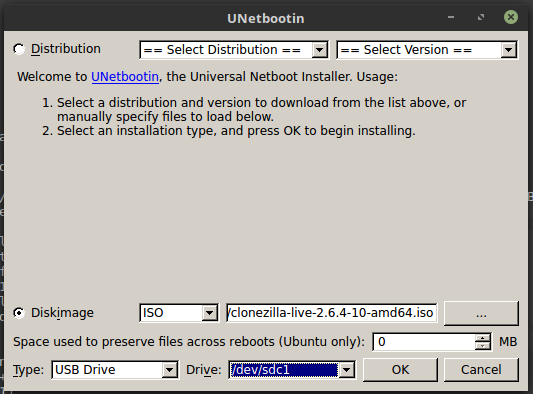 UNetbootin
Distribution == Select Distribution == == Select Version ==
Welcome to UNetbootin, the Universal Netboot Installer. Usage:
1. Select a distribution and version to download from the list above, or
manually specify files to load below.
2. Select an installation type, and press OK to begin installing.
Diskimage ISO /clonezilla-live-2.6.4-10-amd64.iso ...
Space used to preserve files across reboots (Ubuntu only): 0 MB
Type: USB Drive Drive: /dev/sdc1 OK Cancel